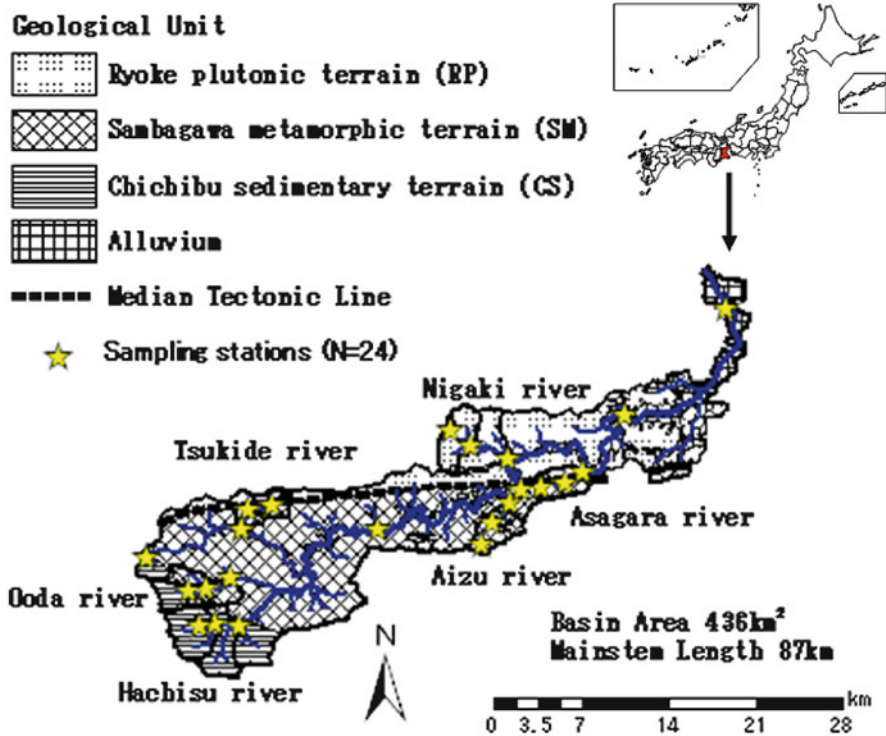 Geological Unit
Ryoke plutonic terrain (RP)
Sambagawa metamorphic terrain (SM)
Chichibu sedimentary terrain (CS)
Alluvium
Median Tectonic Line
Sampling stations (N=24)
Nigaki river
Tsukide river
Asagara river
Aizu river
Ooda river
Hachisu river
N
Basin Area 436km²
Mainstem Length 87km
km
0 3.5 7 14 21 28